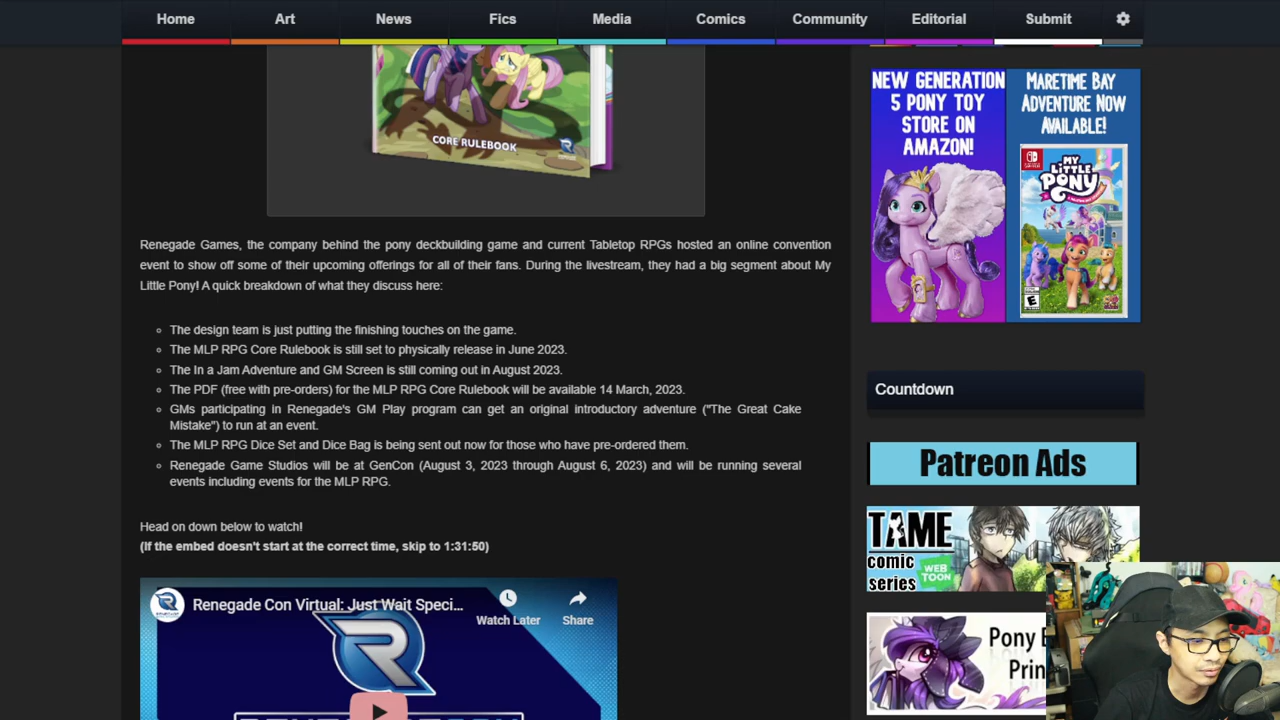 Home Art News Fics Media Comics Community Editorial Submit
CORE RULEBOOK
Renegade Games, the company behind the pony deckbuilding game and current Tabletop RPGs hosted an online convention
event to show off some of their upcoming offerings for all of their fans. During the livestream, they had a big segment about My
Little Pony! A quick breakdown of what they discuss here:
The design team is just putting the finishing touches on the game.
The MLP RPG Core Rulebook is still set to physically release in June 2023.
The In a Jam Adventure and GM Screen is still coming out in August 2023.
The PDF (free with pre-orders) for the MLP RPG Core Rulebook will be available 14 March, 2023.
GMs participating in Renegade's GM Play program can get an original introductory adventure ("The Great Cake
Mistake") to run at an event.
The MLP RPG Dice Set and Dice Bag is being sent out now for those who have pre-ordered them.
Renegade Game Studios will be at GenCon (August 3, 2023 through August 6, 2023) and will be running several
events including events for the MLP RPG.
Head on down below to watch!
(If the embed doesn't start at the correct time, skip to 1:31:50)
Renegade Con Virtual: Just Wait Speci...
Watch Later
Share
NEW GENERATION
5 PONY TOY
STORE ON
AMAZON!
MARETIME BAY
ADVENTURE NOW
AVAILABLE!
MY
LITTLE
PONY
E
Countdown
Patreon Ads
TAME
comic
series
WEB
TOON
Pony